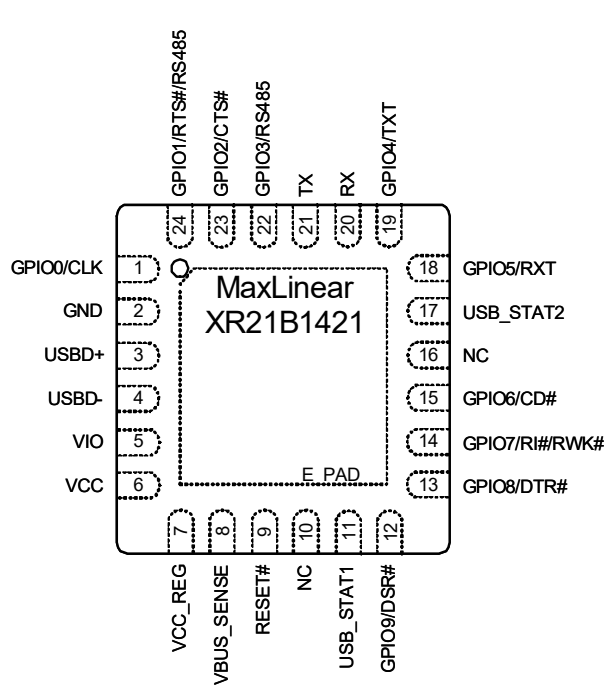 GPIO1/RTS#/RS485
GPIO2/CTS#
GPIO3/RS485
TX
RX
GPIO4/TXT
24
23
22
21
20
19
GPIO0/CLK 1
GND 2
USBD+ 3
USBD- 4
VIO 5
VCC 6
MaxLinear
XR21B1421
E_PAD
18 GPIO5/RXT
17 USB_STAT2
16 NC
15 GPIO6/CD#
14 GPIO7/RI#/RWK#
13 GPIO8/DTR#
7
8
9
10
11
12
VCC_REG
VBUS_SENSE
RESET#
NC
USB_STAT1
GPIO9/DSR#